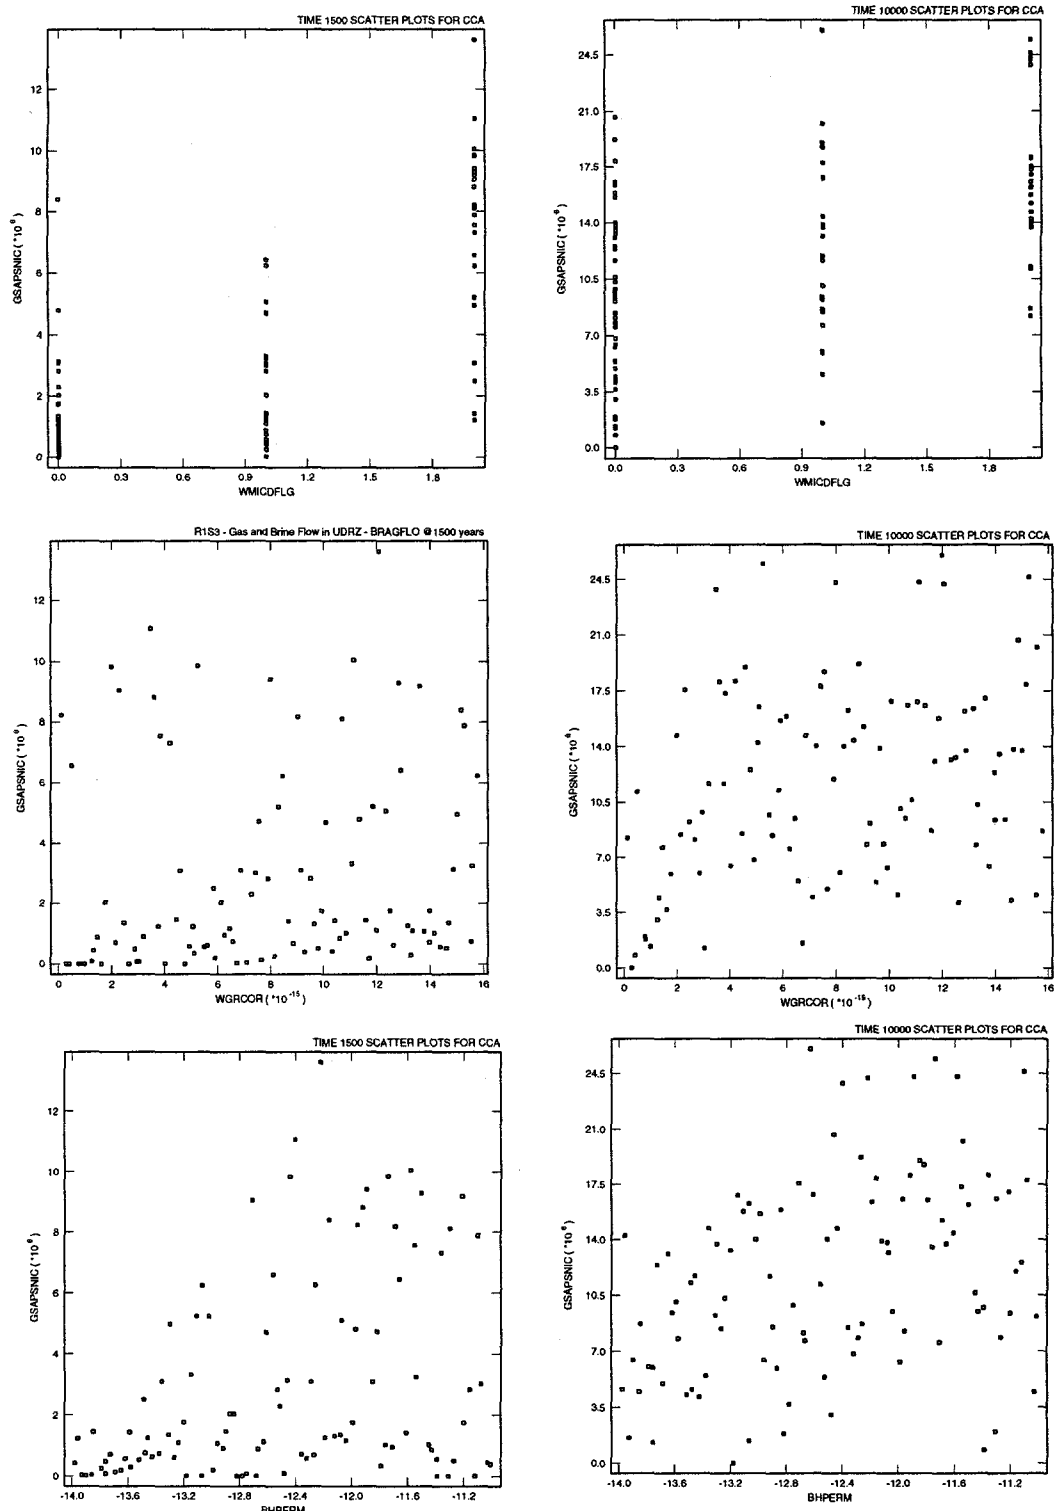 TIME 1500 SCATTER PLOTS FOR CCA
12
10
8
6
4
2
0
GSAPSNIC (*10^6)
0.0 0.3 0.6 0.9 1.2 1.5 1.8
WMICDFLG
TIME 10000 SCATTER PLOTS FOR CCA
24.5
21.0
17.5
14.0
10.5
7.0
3.5
0.0
GSAPSNIC (*10^6)
0.0 0.3 0.6 0.9 1.2 1.5 1.8
WMICDFLG
R1S3 - Gas and Brine Flow in UDRZ - BRAGFLO @ 1500 years
12
10
8
6
4
2
0
GSAPSNIC (*10^6)
0 2 4 6 8 10 12 14 16
WGRCOR (*10^-15)
TIME 10000 SCATTER PLOTS FOR CCA
24.5
21.0
17.5
14.0
10.5
7.0
3.5
0.0
GSAPSNIC (*10^6)
0 2 4 6 8 10 12 14 16
WGRCOR (*10^-15)
TIME 1500 SCATTER PLOTS FOR CCA
12
10
8
6
4
2
0
GSAPSNIC (*10^6)
-14.0 -13.6 -13.2 -12.8 -12.4 -12.0 -11.6 -11.2
BHPERM
TIME 10000 SCATTER PLOTS FOR CCA
24.5
21.0
17.5
14.0
10.5
7.0
3.5
0.0
GSAPSNIC (*10^6)
-14.0 -13.6 -13.2 -12.8 -12.4 -12.0 -11.6 -11.2
BHPERM